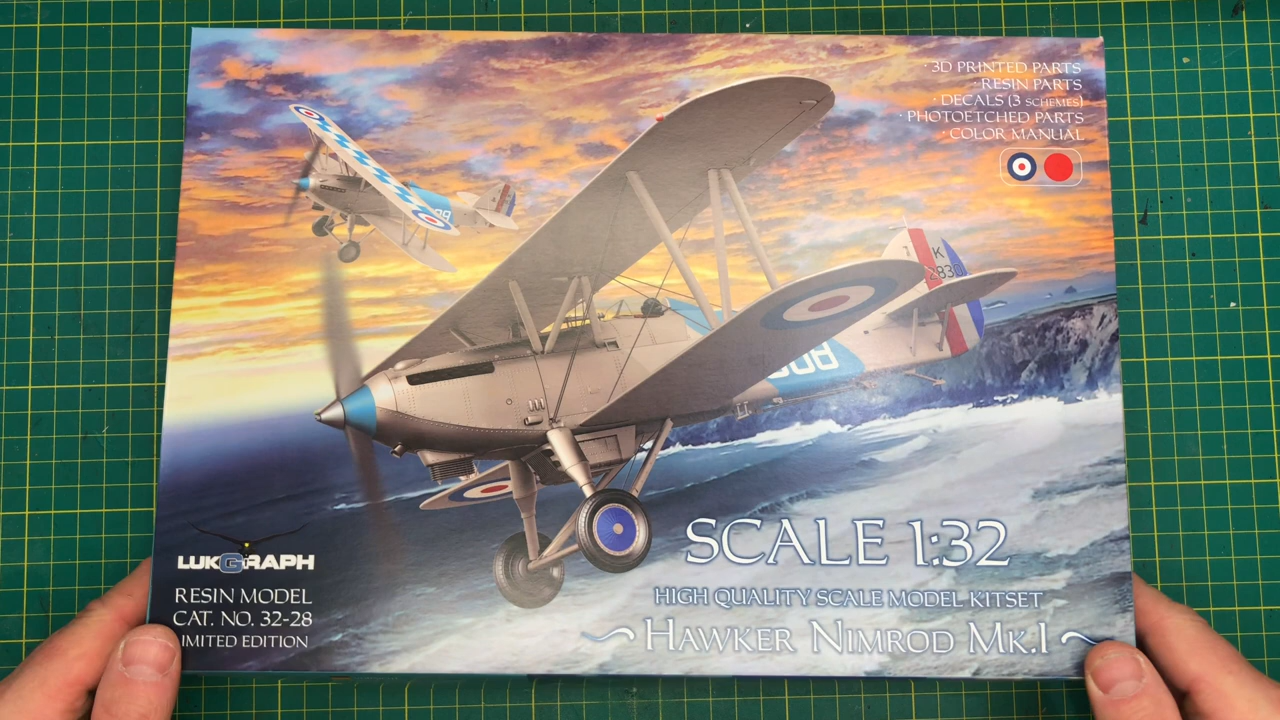 · 3D PRINTED PARTS
· RESIN PARTS
· DECALS (3 SCHEMES)
· PHOTOETCHED PARTS
· COLOR MANUAL
K
2830
LUKGRAPH
RESIN MODEL
CAT. NO. 32-28
LIMITED EDITION
SCALE 1:32
HIGH QUALITY SCALE MODEL KITSET
HAWKER NIMROD MK.I